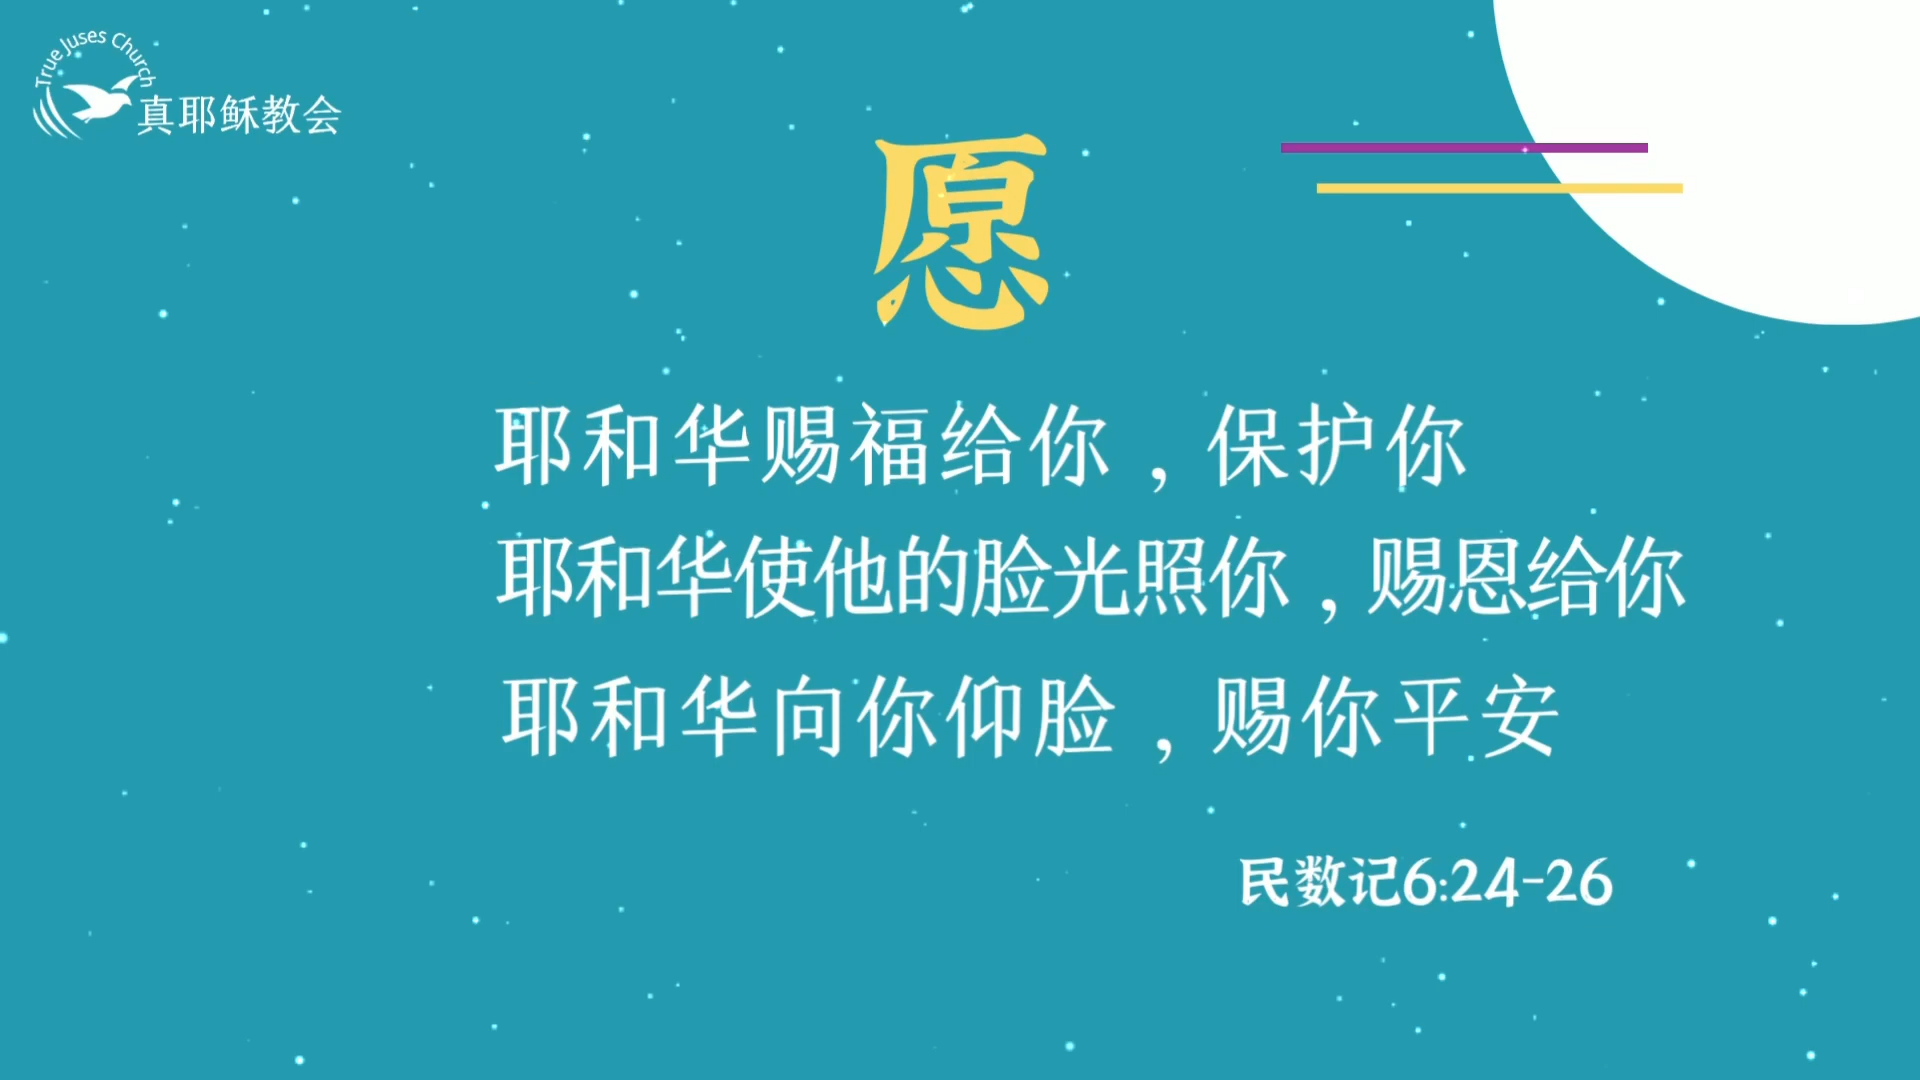 True Juses Church
真耶稣教会
愿
耶和华赐福给你，保护你
耶和华使他的脸光照你，赐恩给你
耶和华向你仰脸，赐你平安
民数记6:24-26